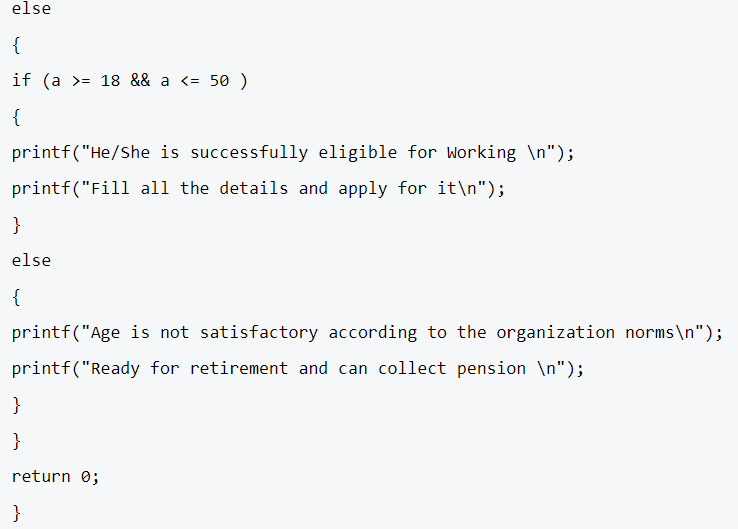 else
{
if (a >= 18 && a <= 50 )
{
printf("He/She is successfully eligible for Working \n");
printf("Fill all the details and apply for it\n");
}
else
{
printf("Age is not satisfactory according to the organization norms\n");
printf("Ready for retirement and can collect pension \n");
}
}
return 0;
}